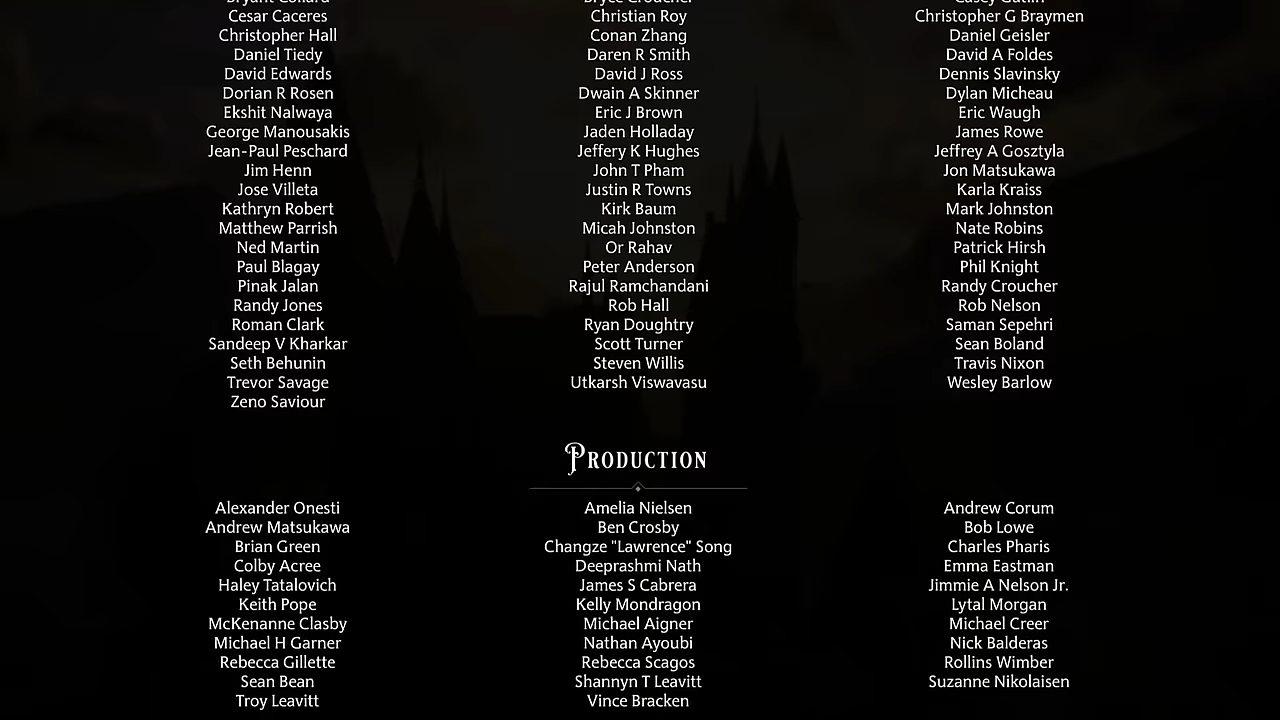 Bryant Collard Bryce Croucher Casey Gatlin
Cesar Caceres Christian Roy Christopher G Braymen
Christopher Hall Conan Zhang Daniel Geisler
Daniel Tiedy Daren R Smith David A Foldes
David Edwards David J Ross Dennis Slavinsky
Dorian R Rosen Dwain A Skinner Dylan Micheau
Ekshit Nalwaya Eric J Brown Eric Waugh
George Manousakis Jaden Holladay James Rowe
Jean-Paul Peschard Jeffery K Hughes Jeffrey A Gosztyla
Jim Henn John T Pham Jon Matsukawa
Jose Villeta Justin R Towns Karla Kraiss
Kathryn Robert Kirk Baum Mark Johnston
Matthew Parrish Micah Johnston Nate Robins
Ned Martin Or Rahav Patrick Hirsh
Paul Blagay Peter Anderson Phil Knight
Pinak Jalan Rajul Ramchandani Randy Croucher
Randy Jones Rob Hall Rob Nelson
Roman Clark Ryan Doughtry Saman Sepehri
Sandeep V Kharkar Scott Turner Sean Boland
Seth Behunin Steven Willis Travis Nixon
Trevor Savage Utkarsh Viswavasu Wesley Barlow
Zeno Saviour
Production
Alexander Onesti Amelia Nielsen Andrew Corum
Andrew Matsukawa Ben Crosby Bob Lowe
Brian Green Changze "Lawrence" Song Charles Pharis
Colby Acree Deeprashmi Nath Emma Eastman
Haley Tatalovich James S Cabrera Jimmie A Nelson Jr.
Keith Pope Kelly Mondragon Lytal Morgan
McKenanne Clasby Michael Aigner Michael Creer
Michael H Garner Nathan Ayoubi Nick Balderas
Rebecca Gillette Rebecca Scagos Rollins Wimber
Sean Bean Shannyn T Leavitt Suzanne Nikolaisen
Troy Leavitt Vince Bracken